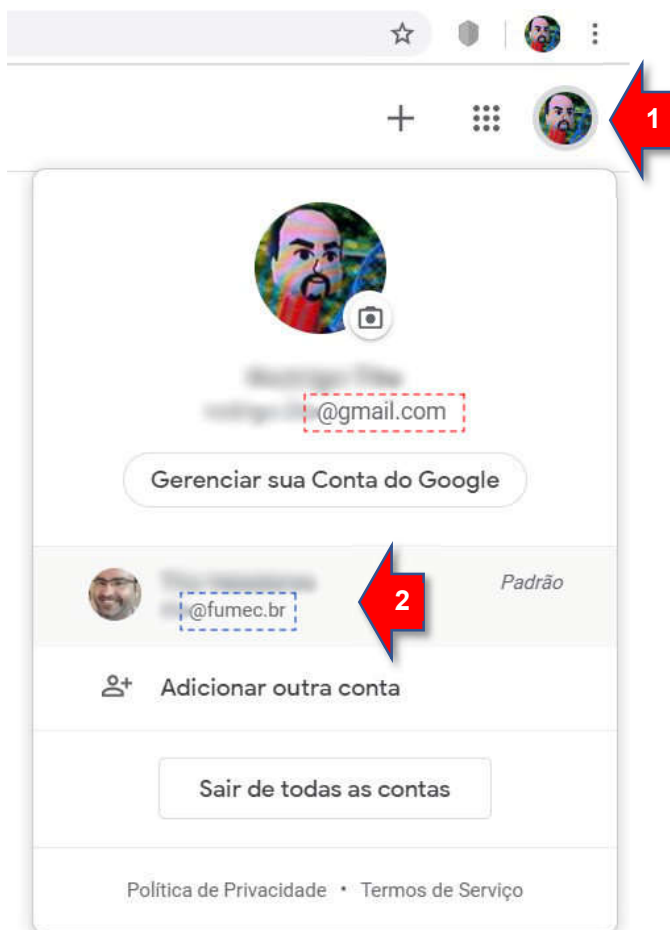 1
@gmail.com
Gerenciar sua Conta do Google
Padrão
@fumec.br
2
Adicionar outra conta
Sair de todas as contas
Política de Privacidade • Termos de Serviço